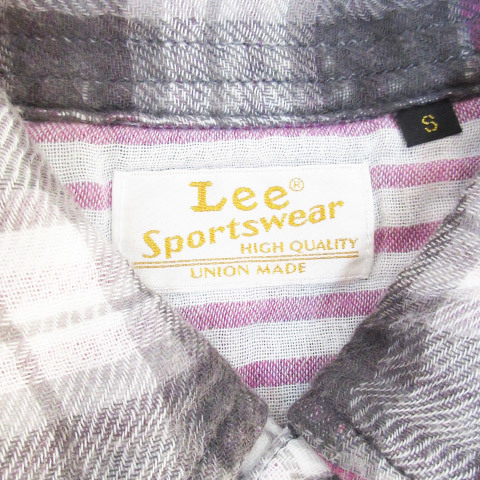 Lee®
Sportswear
HIGH QUALITY
UNION MADE
S